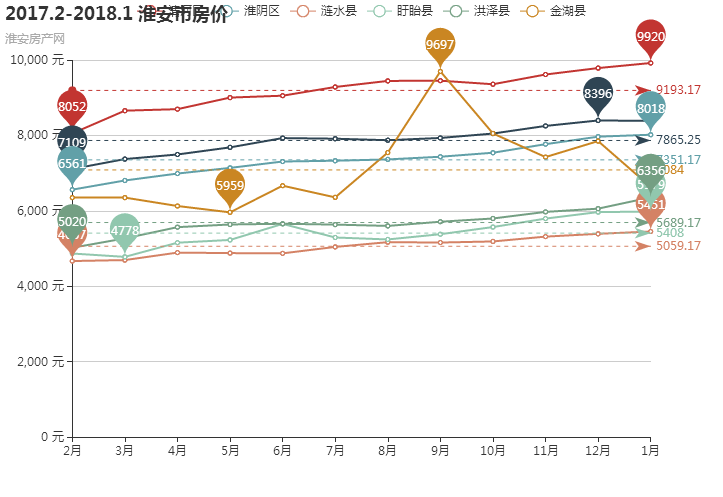 2017.2-2018.1 淮安市房价
淮阴区
涟水县
盱眙县
洪泽县
金湖县
淮安房产网
10,000 元
8,000 元
6,000 元
4,000 元
2,000 元
0 元
9920
9697
9193.17
8052
8396
8018
7109
7865.25
6561
7351.17
5959
7084
6356
5451
5020
4778
5689.17
5408
5059.17
2月
3月
4月
5月
6月
7月
8月
9月
10月
11月
12月
1月